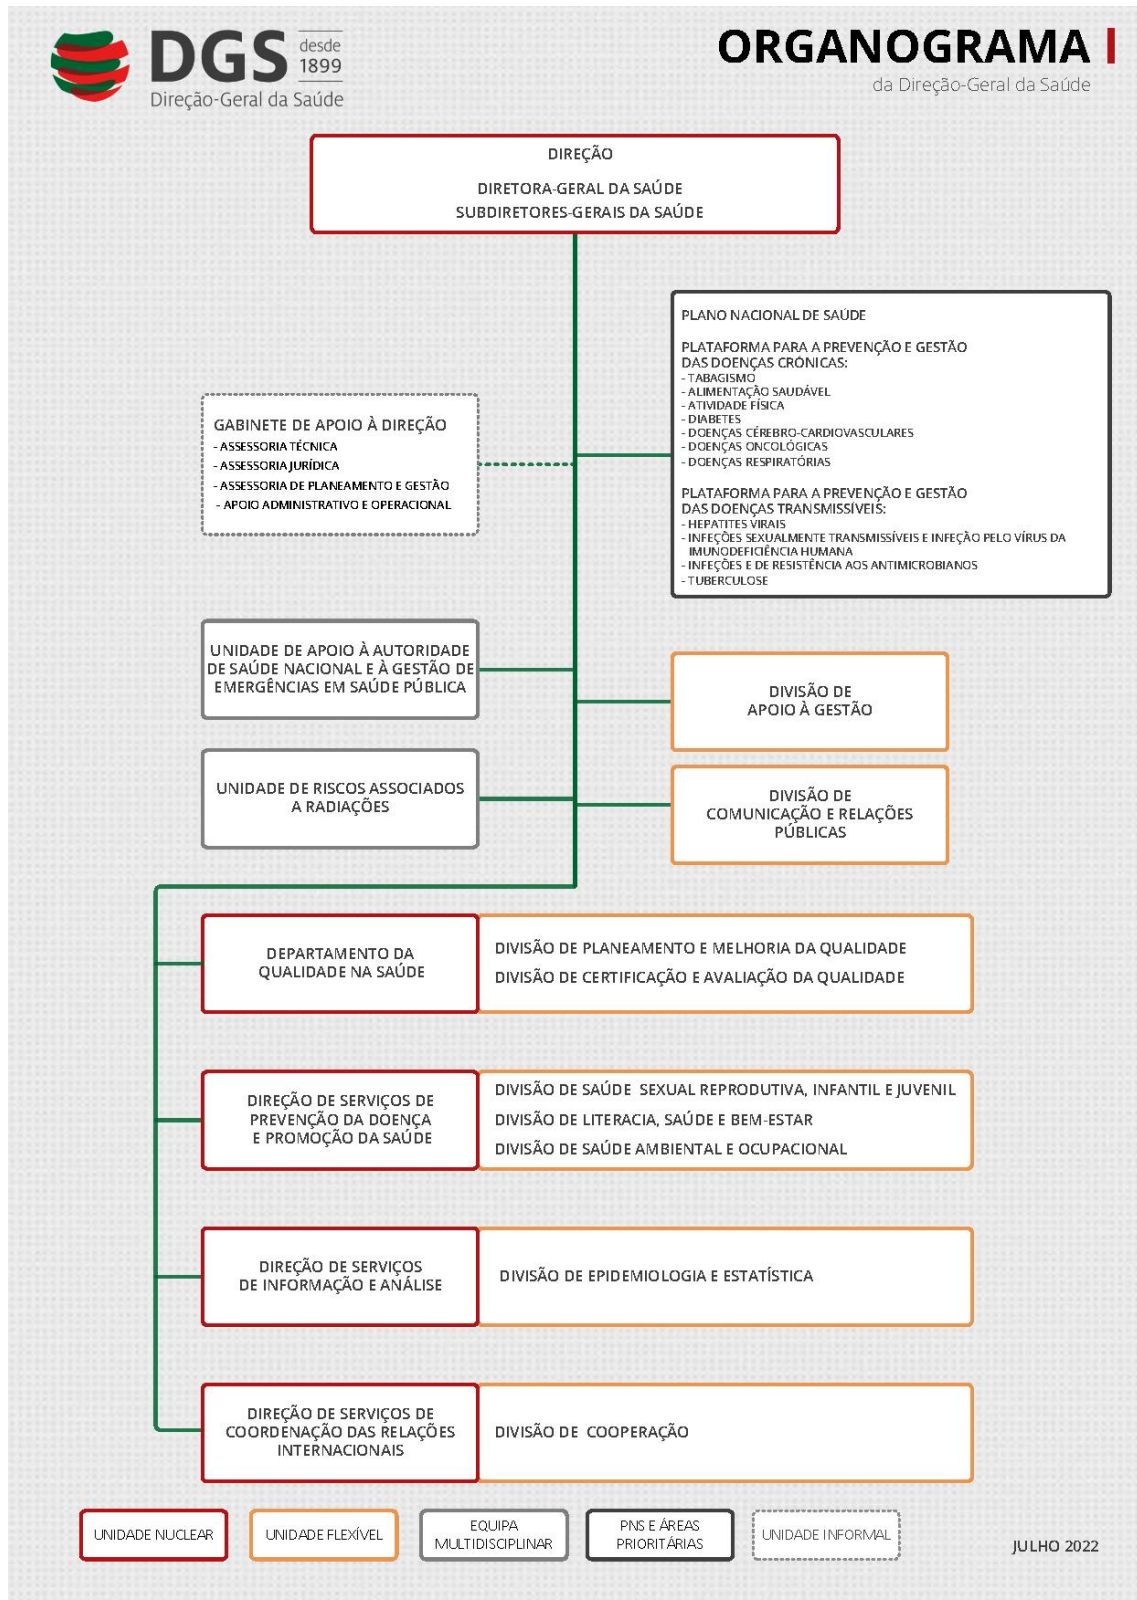 DGS desde 1899
Direção-Geral da Saúde
ORGANOGRAMA
da Direção-Geral da Saúde
DIREÇÃO
DIRETORA-GERAL DA SAÚDE
SUBDIRETORES-GERAIS DA SAÚDE
PLANO NACIONAL DE SAÚDE
PLATAFORMA PARA A PREVENÇÃO E GESTÃO
DAS DOENÇAS CRÓNICAS:
- TABAGISMO
- ALIMENTAÇÃO SAUDÁVEL
- ATIVIDADE FÍSICA
- DIABETES
- DOENÇAS CÉREBRO-CARDIOVASCULARES
- DOENÇAS ONCOLÓGICAS
- DOENÇAS RESPIRATÓRIAS
PLATAFORMA PARA A PREVENÇÃO E GESTÃO
DAS DOENÇAS TRANSMISSÍVEIS:
- HEPATITES VIRAIS
- INFEÇÕES SEXUALMENTE TRANSMISSÍVEIS E INFEÇÃO PELO VÍRUS DA
IMUNODEFICIÊNCIA HUMANA
- INFEÇÕES E DE RESISTÊNCIA AOS ANTIMICROBIANOS
- TUBERCULOSE
GABINETE DE APOIO À DIREÇÃO
- ASSESSORIA TÉCNICA
- ASSESSORIA JURÍDICA
- ASSESSORIA DE PLANEAMENTO E GESTÃO
- APOIO ADMINISTRATIVO E OPERACIONAL
UNIDADE DE APOIO À AUTORIDADE
DE SAÚDE NACIONAL E À GESTÃO DE
EMERGÊNCIAS EM SAÚDE PÚBLICA
DIVISÃO DE
APOIO À GESTÃO
UNIDADE DE RISCOS ASSOCIADOS
A RADIAÇÕES
DIVISÃO DE
COMUNICAÇÃO E RELAÇÕES
PÚBLICAS
DEPARTAMENTO DA
QUALIDADE NA SAÚDE
DIVISÃO DE PLANEAMENTO E MELHORIA DA QUALIDADE
DIVISÃO DE CERTIFICAÇÃO E AVALIAÇÃO DA QUALIDADE
DIREÇÃO DE SERVIÇOS DE
PREVENÇÃO DA DOENÇA
E PROMOÇÃO DA SAÚDE
DIVISÃO DE SAÚDE SEXUAL REPRODUTIVA, INFANTIL E JUVENIL
DIVISÃO DE LITERACIA, SAÚDE E BEM-ESTAR
DIVISÃO DE SAÚDE AMBIENTAL E OCUPACIONAL
DIREÇÃO DE SERVIÇOS
DE INFORMAÇÃO E ANÁLISE
DIVISÃO DE EPIDEMIOLOGIA E ESTATÍSTICA
DIREÇÃO DE SERVIÇOS DE
COORDENAÇÃO DAS RELAÇÕES
INTERNACIONAIS
DIVISÃO DE COOPERAÇÃO
UNIDADE NUCLEAR
UNIDADE FLEXÍVEL
EQUIPA
MULTIDISCIPLINAR
PNS E ÁREAS
PRIORITÁRIAS
UNIDADE INFORMAL
JULHO 2022